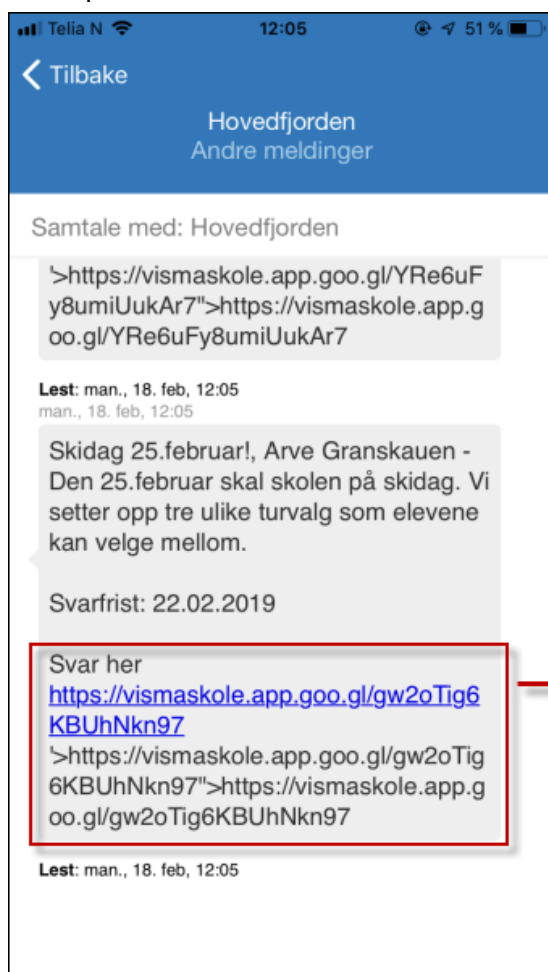 Telia N 12:05 51 %
Tilbake
Hovedfjorden
Andre meldinger
Samtale med: Hovedfjorden
'>https://vismaskole.app.goo.gl/YRe6uF
y8umiUukAr7">https://vismaskole.app.g
oo.gl/YRe6uFy8umiUukAr7
Lest: man., 18. feb, 12:05
man., 18. feb, 12:05
Skidag 25.februar!, Arve Granskauen -
Den 25.februar skal skolen på skidag. Vi
setter opp tre ulike turvalg som elevene
kan velge mellom.
Svarfrist: 22.02.2019
Svar her
https://vismaskole.app.goo.gl/gw2oTig6
KBUhNkn97
'>https://vismaskole.app.goo.gl/gw2oTig
6KBUhNkn97">https://vismaskole.app.g
oo.gl/gw2oTig6KBUhNkn97
Lest: man., 18. feb, 12:05